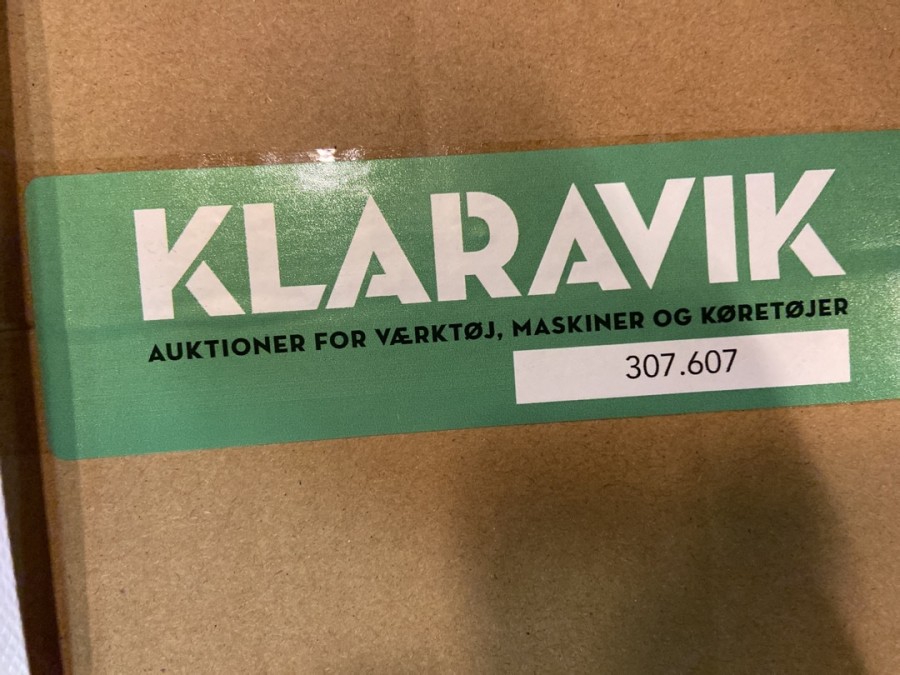 KLARAVIK
AUKTIONER FOR VÆRKTØJ, MASKINER OG KØRETØJER
307.607